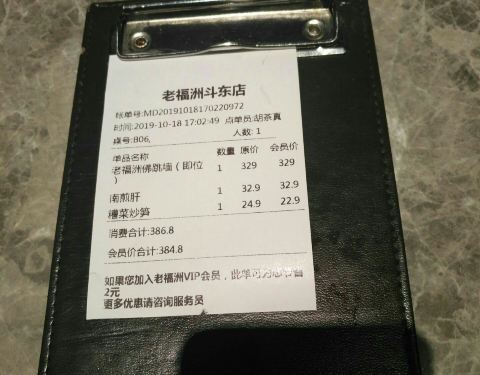 老福洲斗东店
帐单号:MD20191018170220972
时间:2019-10-18 17:02:49 点单员:胡茶真
桌号:B06, 人数: 1
单品名称 数量 原价 会员价
老福洲佛跳墙（即位 1 329 329
）
南煎肝 1 32.9 32.9
糟菜炒笋 1 24.9 22.9
消费合计:386.8
会员价合计:384.8
如果您加入老福洲VIP会员，此单可为您节省
2元
更多优惠请咨询服务员